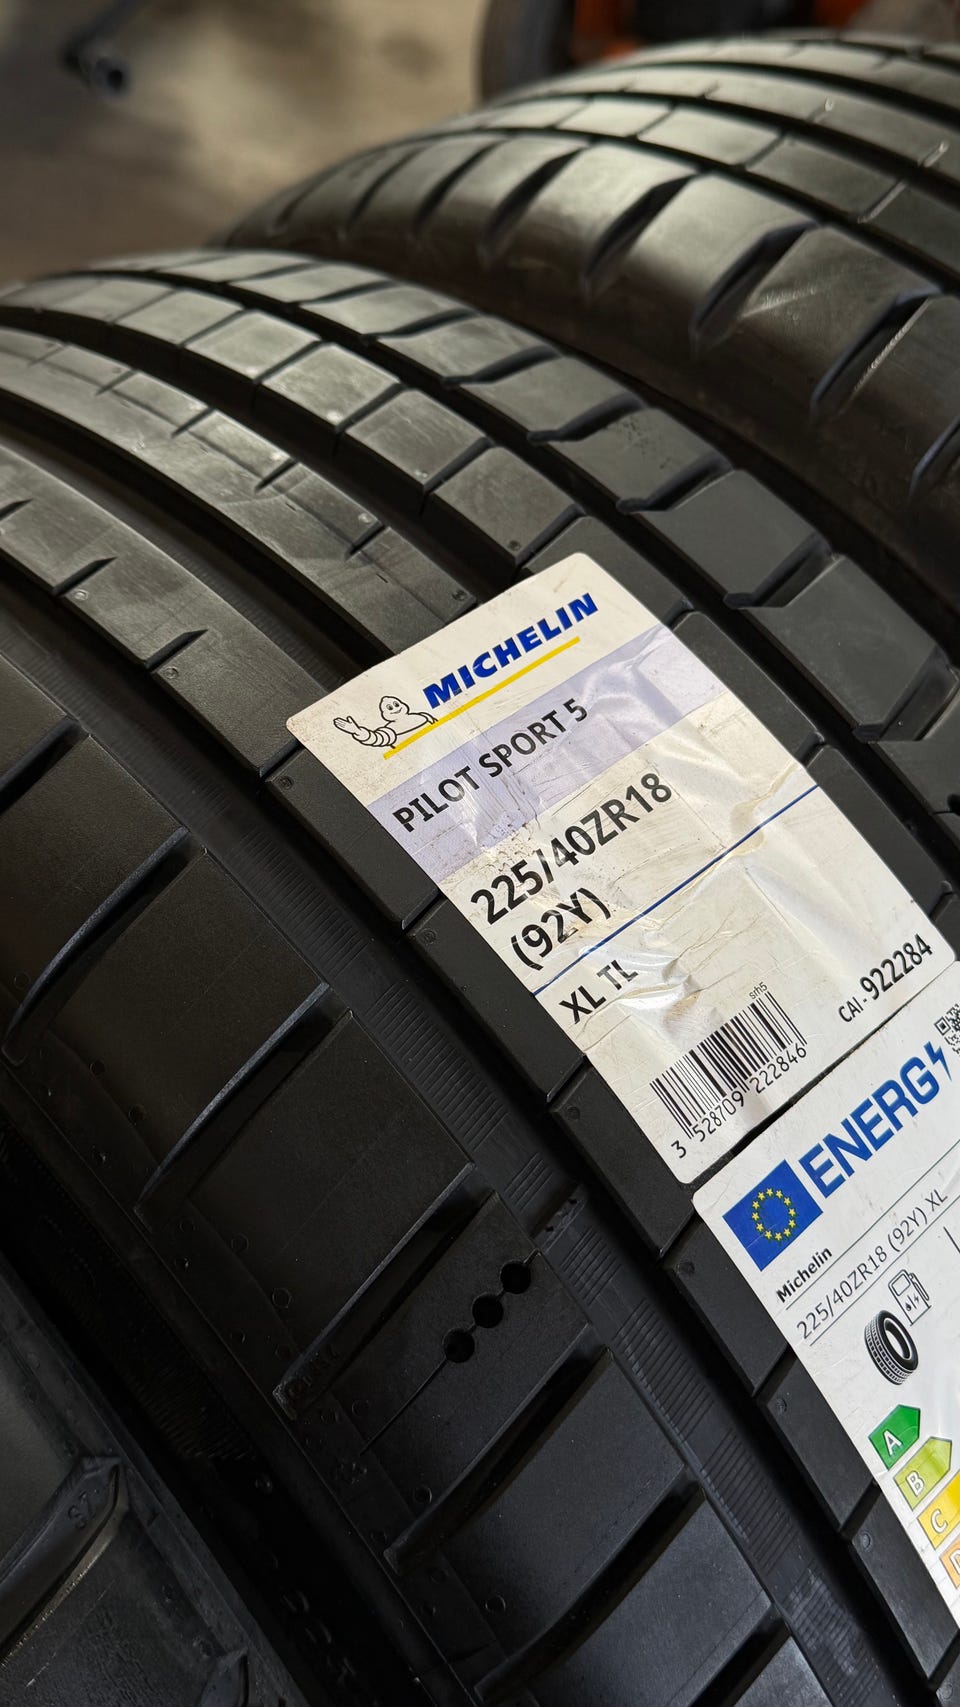 MICHELIN
PILOT SPORT 5
225/40ZR18
(92Y)
XL TL
CAI - 922284
srh5
3 528709 222846
ENERG
Michelin
225/40ZR18 (92Y) XL
A
B
C
D